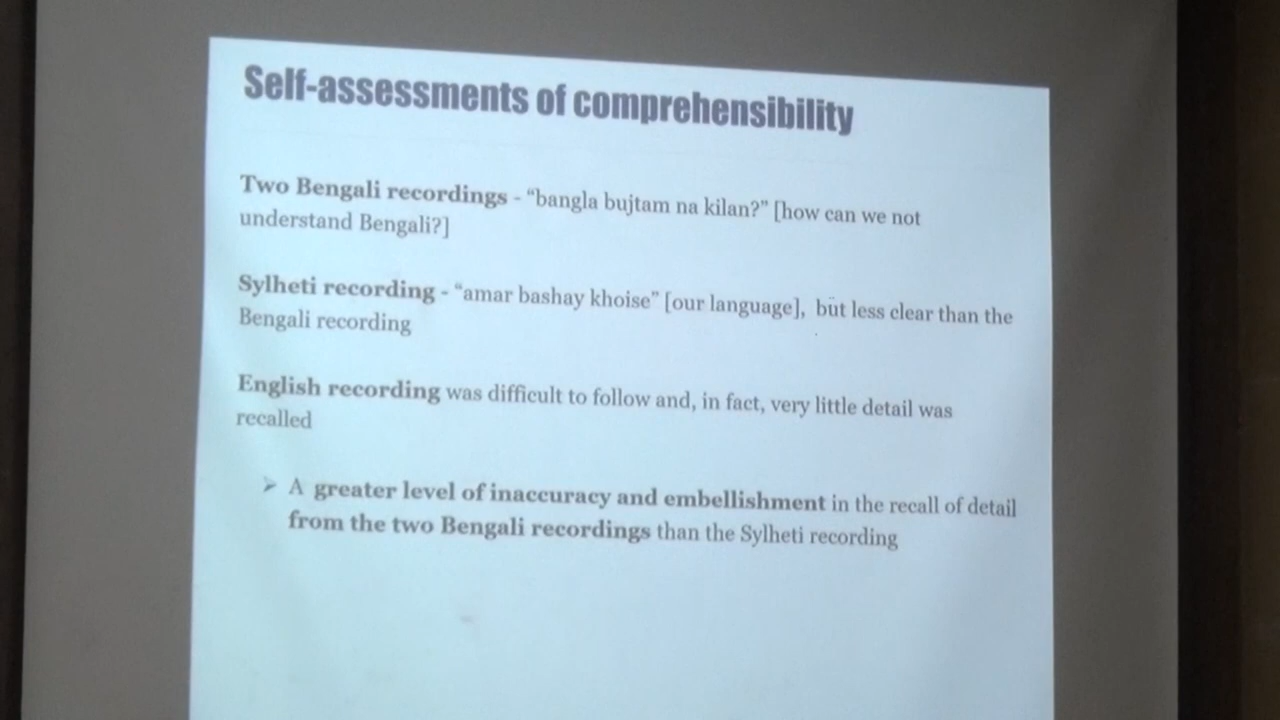 Self-assessments of comprehensibility
Two Bengali recordings - “bangla bujtam na kilan?” [how can we not
understand Bengali?]
Sylheti recording - “amar bashay khoise” [our language],  but less clear than the
Bengali recording
English recording was difficult to follow and, in fact, very little detail was
recalled
➢ A greater level of inaccuracy and embellishment in the recall of detail
from the two Bengali recordings than the Sylheti recording